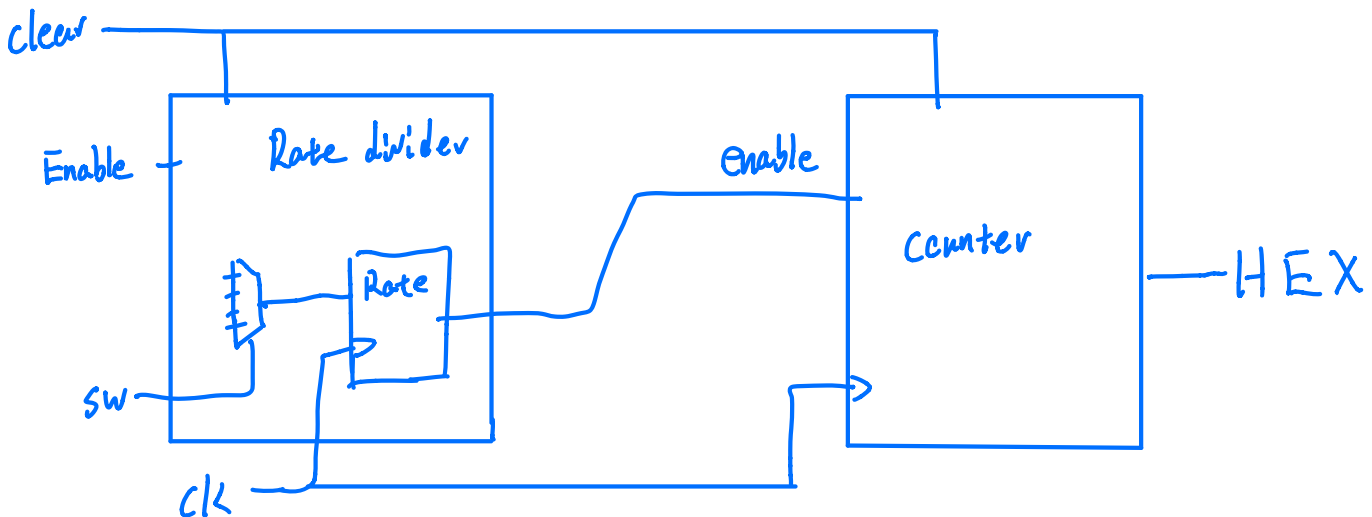 clear
Rate divider
Enable
enable
counter
HEX
Rate
SW
clk